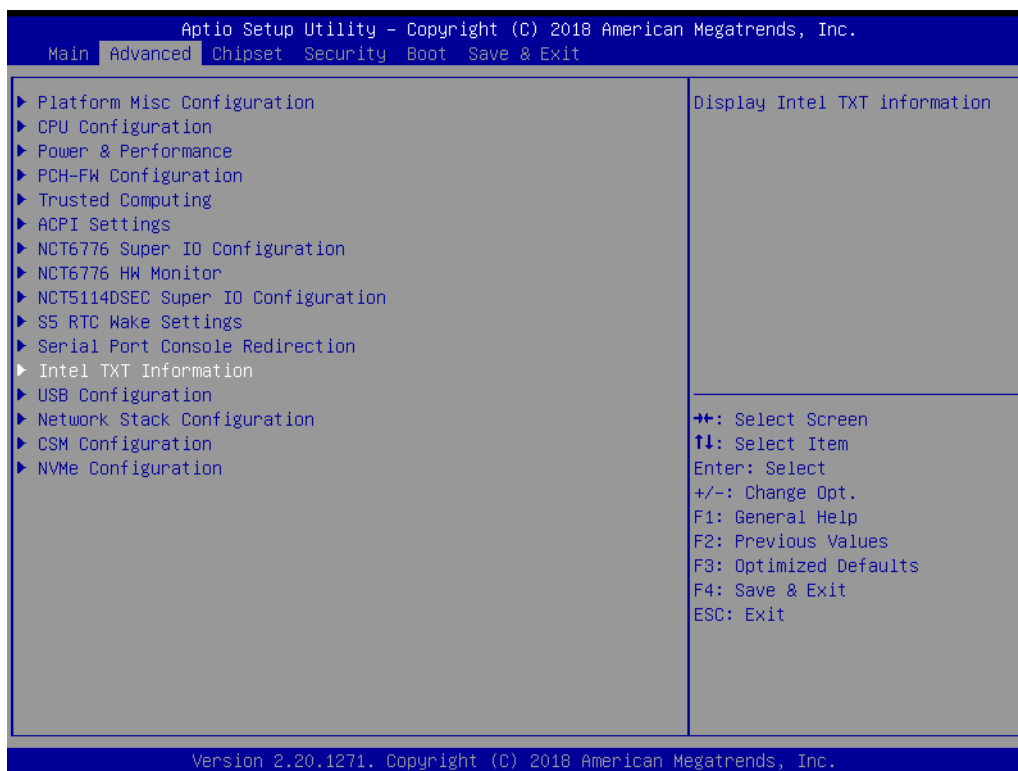 Aptio Setup Utility – Copyright (C) 2018 American Megatrends, Inc.
Main Advanced Chipset Security Boot Save & Exit
Platform Misc Configuration
CPU Configuration
Power & Performance
PCH-FW Configuration
Trusted Computing
ACPI Settings
NCT6776 Super IO Configuration
NCT6776 HW Monitor
NCT5114DSEC Super IO Configuration
S5 RTC Wake Settings
Serial Port Console Redirection
Intel TXT Information
USB Configuration
Network Stack Configuration
CSM Configuration
NVMe Configuration
Display Intel TXT information
→←: Select Screen
↑↓: Select Item
Enter: Select
+/-: Change Opt.
F1: General Help
F2: Previous Values
F3: Optimized Defaults
F4: Save & Exit
ESC: Exit
Version 2.20.1271. Copyright (C) 2018 American Megatrends, Inc.